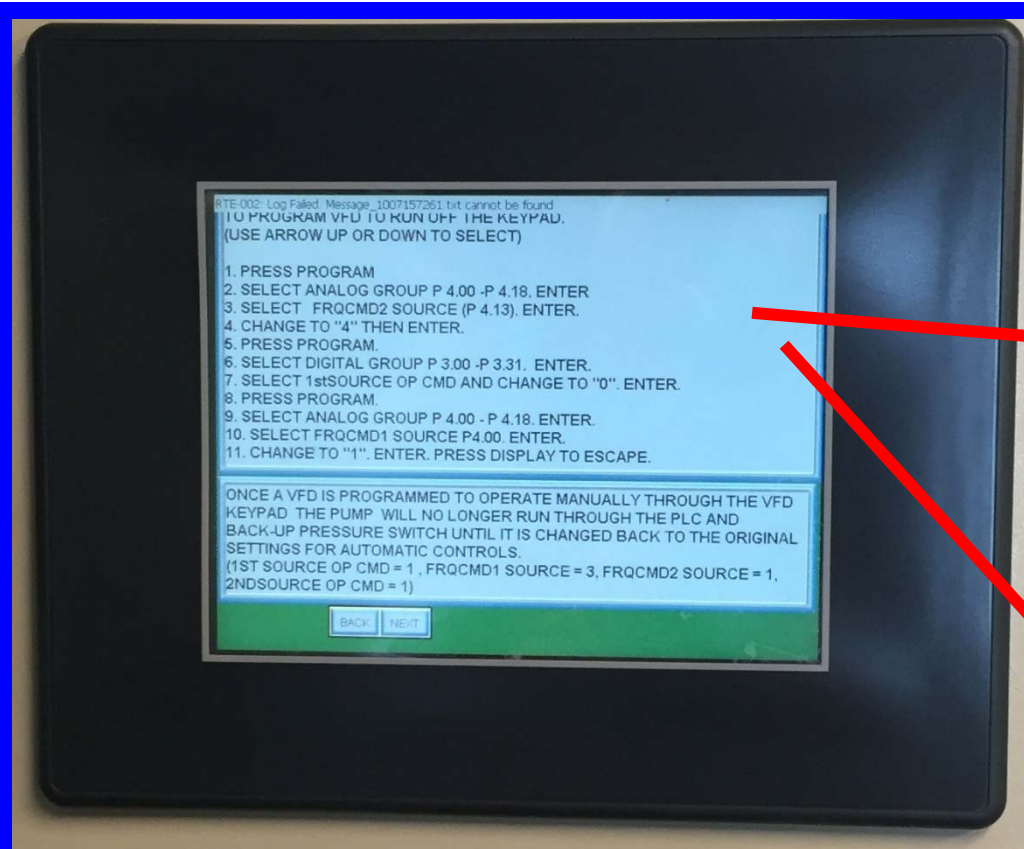 RTE-002: Log Failed. Message_1007157261.txt cannot be found
TO PROGRAM VFD TO RUN OFF THE KEYPAD.
(USE ARROW UP OR DOWN TO SELECT)
1. PRESS PROGRAM
2. SELECT ANALOG GROUP P 4.00 -P 4.18. ENTER
3. SELECT FRQCMD2 SOURCE (P 4.13). ENTER.
4. CHANGE TO "4" THEN ENTER.
5. PRESS PROGRAM.
6. SELECT DIGITAL GROUP P 3.00 -P 3.31. ENTER.
7. SELECT 1stSOURCE OP CMD AND CHANGE TO "0". ENTER.
8. PRESS PROGRAM.
9. SELECT ANALOG GROUP P 4.00 - P 4.18. ENTER.
10. SELECT FRQCMD1 SOURCE P4.00. ENTER.
11. CHANGE TO "1". ENTER. PRESS DISPLAY TO ESCAPE.
ONCE A VFD IS PROGRAMMED TO OPERATE MANUALLY THROUGH THE VFD
KEYPAD THE PUMP WILL NO LONGER RUN THROUGH THE PLC AND
BACK-UP PRESSURE SWITCH UNTIL IT IS CHANGED BACK TO THE ORIGINAL
SETTINGS FOR AUTOMATIC CONTROLS.
(1ST SOURCE OP CMD = 1 , FRQCMD1 SOURCE = 3, FRQCMD2 SOURCE = 1,
2NDSOURCE OP CMD = 1)
BACK NEXT